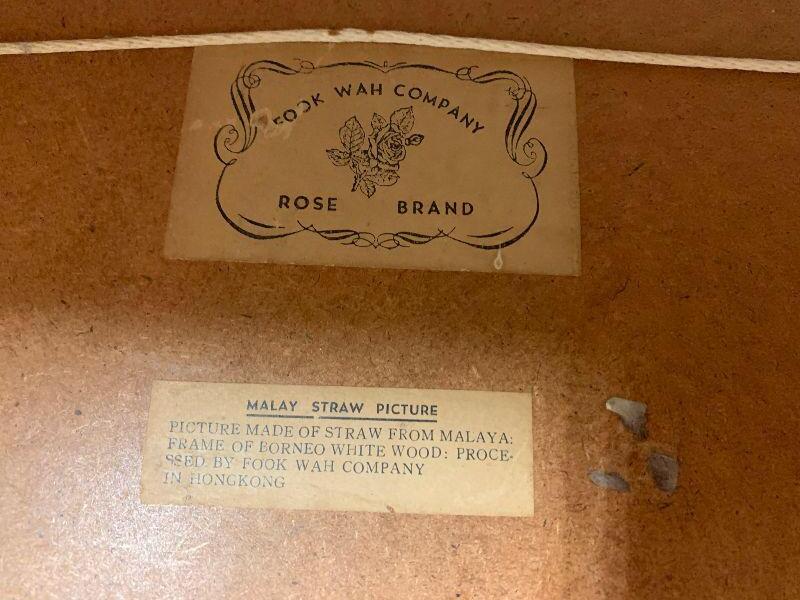 FOOK WAH COMPANY
ROSE BRAND
MALAY STRAW PICTURE
PICTURE MADE OF STRAW FROM MALAYA:
FRAME OF BORNEO WHITE WOOD: PROCE-
SSED BY FOOK WAH COMPANY
IN HONGKONG